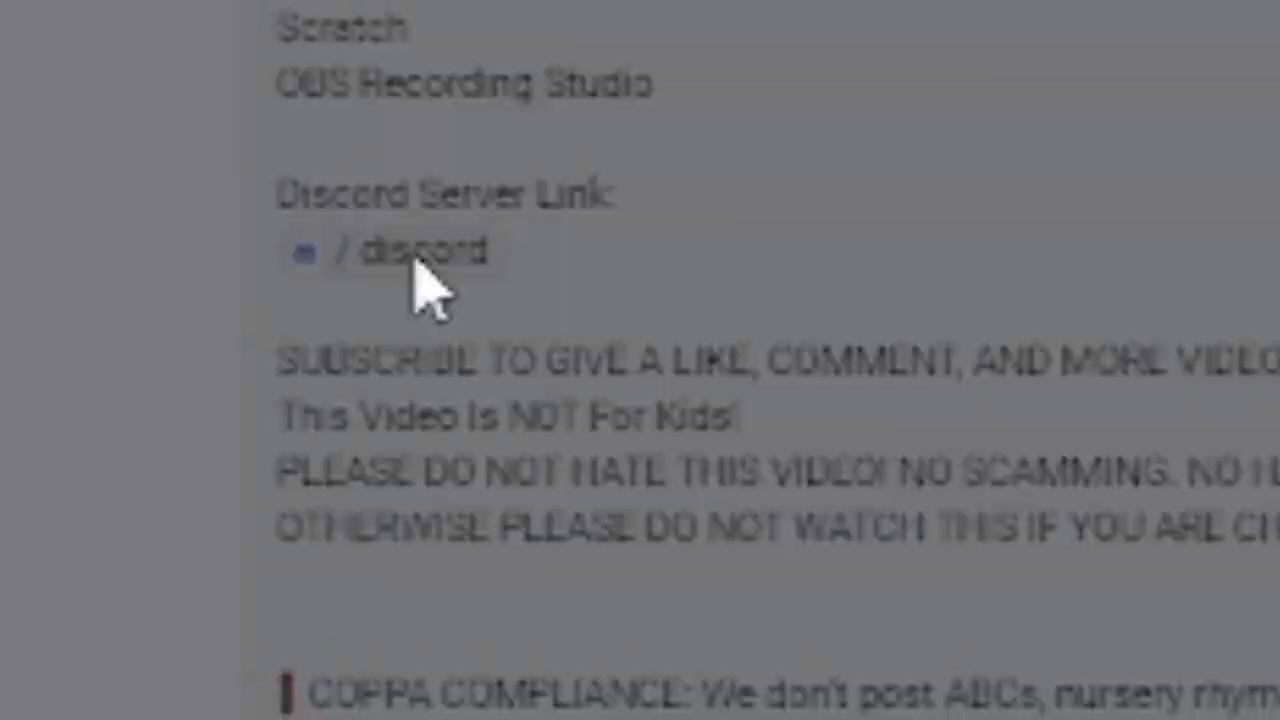 Scratch
OBS Recording Studio
Discord Server Link:
/ discord
SUBSCRIBE TO GIVE A LIKE, COMMENT, AND MORE VIDEO
This Video Is NOT For Kids!
PLEASE DO NOT HATE THIS VIDEO! NO SCAMMING. NO
OTHERWISE PLEASE DO NOT WATCH THIS IF YOU ARE
COPPA COMPLIANCE: We don't post ABCs, nursery